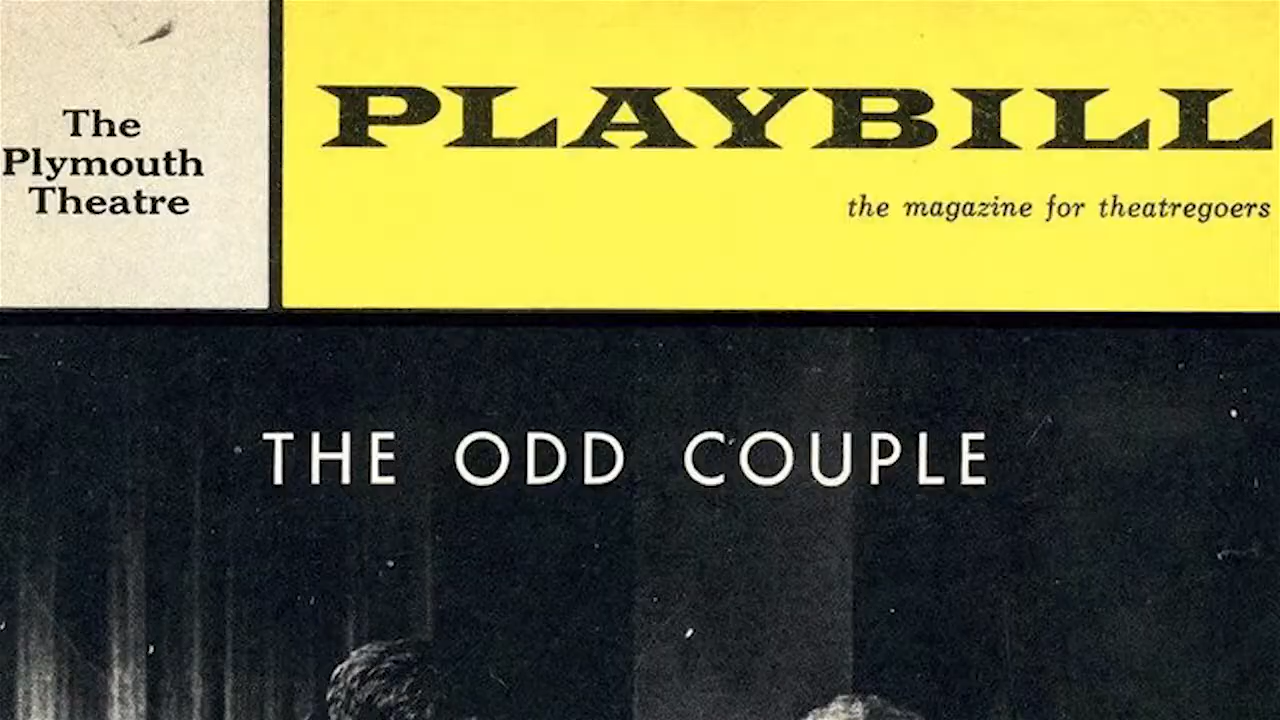 The
Plymouth
Theatre
PLAYBILL
the magazine for theatregoers
THE ODD COUPLE